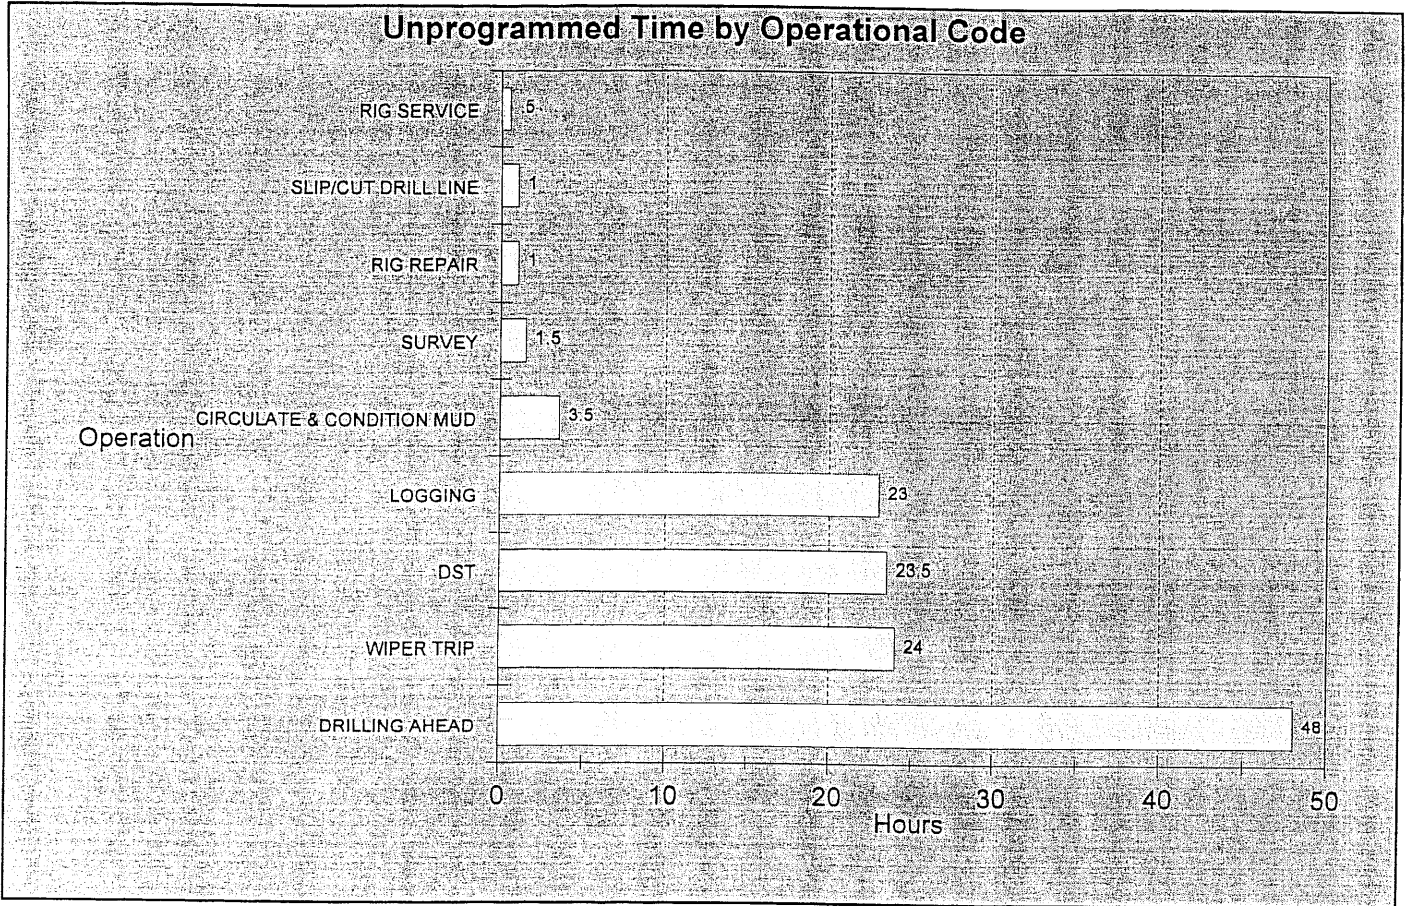 Unprogrammed Time by Operational Code
RIG SERVICE .5
SLIP/CUT DRILL LINE 1
RIG REPAIR 1
SURVEY 1.5
CIRCULATE & CONDITION MUD 3.5
Operation
LOGGING 23
DST 23.5
WIPER TRIP 24
DRILLING AHEAD 48
0 10 20 30 40 50
Hours